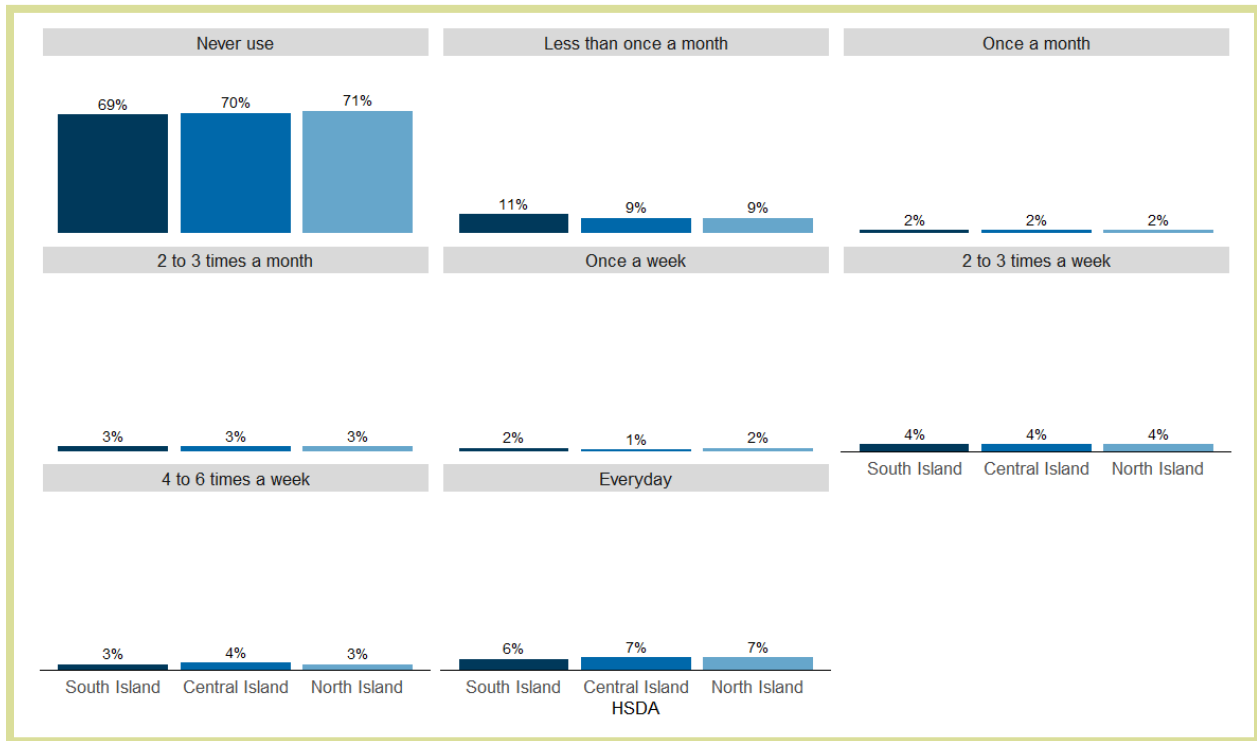 Never use
Less than once a month
Once a month
69% 70% 71%
11% 9% 9%
2% 2% 2%
2 to 3 times a month
Once a week
2 to 3 times a week
3% 3% 3%
2% 1% 2%
4% 4% 4%
South Island Central Island North Island
4 to 6 times a week
Everyday
3% 4% 3%
6% 7% 7%
South Island Central Island North Island
South Island Central Island North Island
HSDA